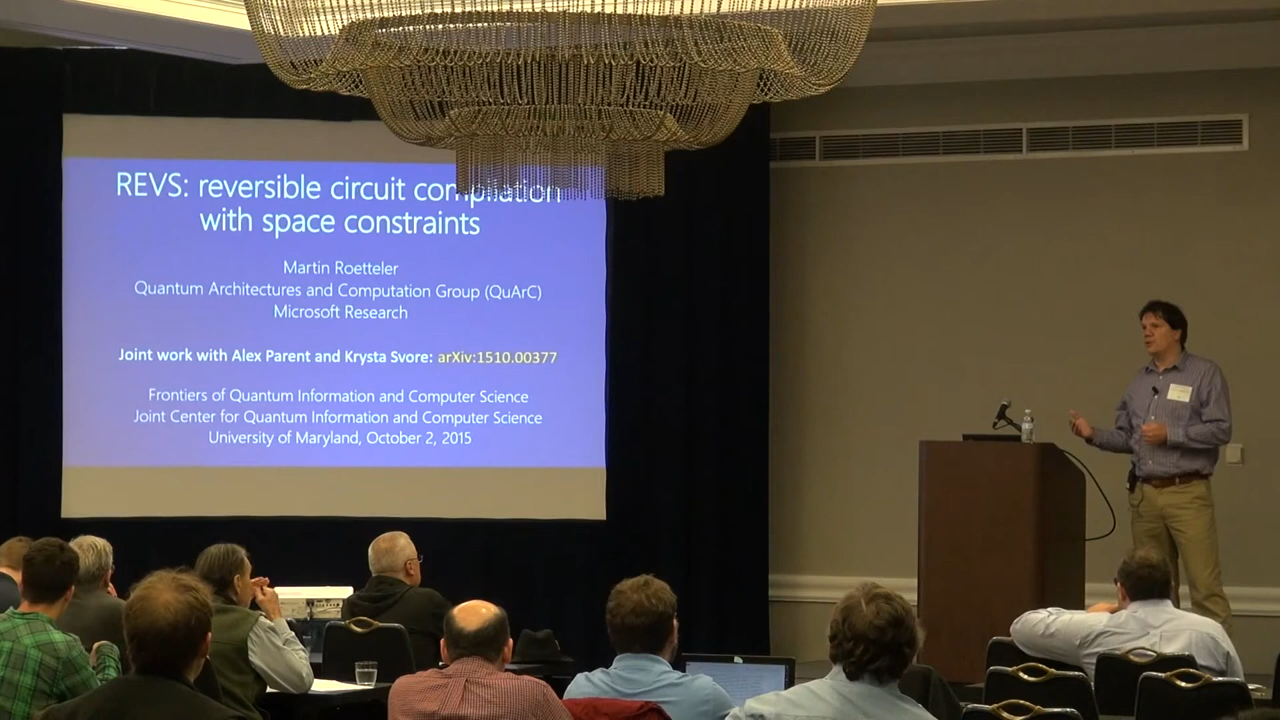 REVS: reversible circuit compilation
with space constraints
Martin Roetteler
Quantum Architectures and Computation Group (QuArC)
Microsoft Research
Joint work with Alex Parent and Krysta Svore: arXiv:1510.00377
Frontiers of Quantum Information and Computer Science
Joint Center for Quantum Information and Computer Science
University of Maryland, October 2, 2015